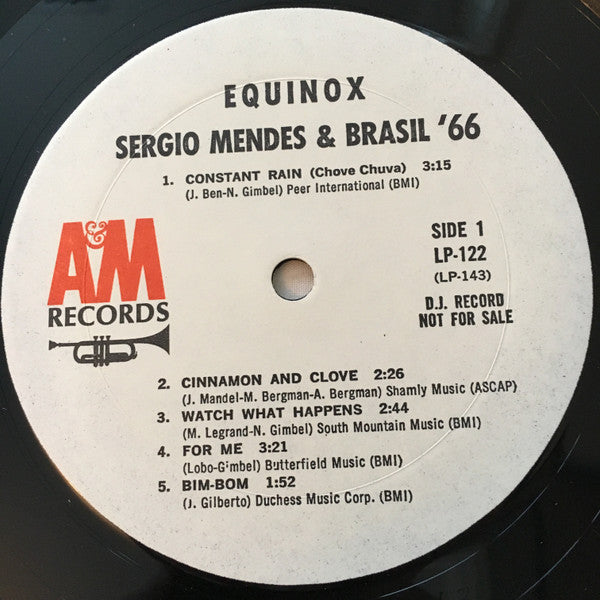 EQUINOX
SERGIO MENDES & BRASIL '66
1. CONSTANT RAIN (Chove Chuva) 3:15
(J. Ben-N. Gimbel) Peer International (BMI)
A&M
RECORDS
SIDE 1
LP-122
(LP-143)
D.J. RECORD
NOT FOR SALE
2. CINNAMON AND CLOVE 2:26
(J. Mandel-M. Bergman-A. Bergman) Shamly Music (ASCAP)
3. WATCH WHAT HAPPENS 2:44
(M. Legrand-N. Gimbel) South Mountain Music (BMI)
4. FOR ME 3:21
(Lobo-Gimbel) Butterfield Music (BMI)
5. BIM-BOM 1:52
(J. Gilberto) Duchess Music Corp. (BMI)